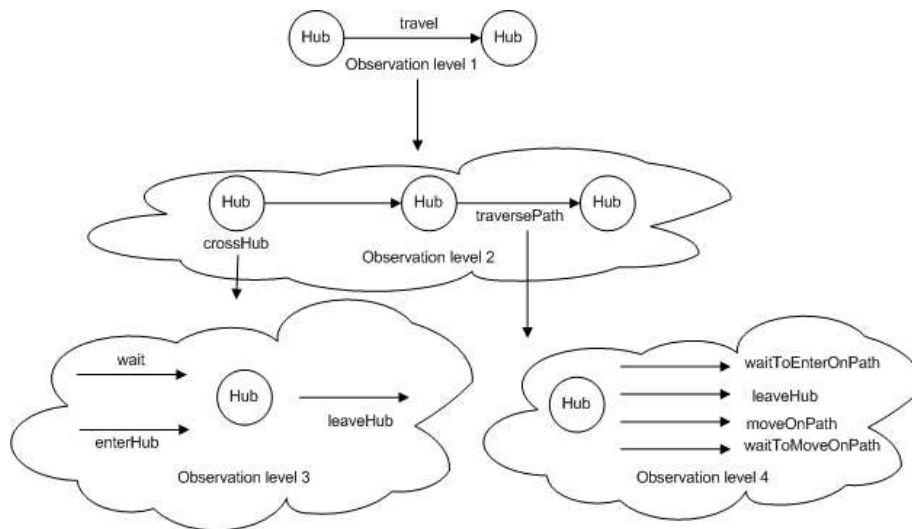 travel
Hub
Hub
Observation level 1
Hub
Hub
Hub
traversePath
crossHub
Observation level 2
wait
Hub
leaveHub
enterHub
Observation level 3
waitToEnterOnPath
Hub
leaveHub
moveOnPath
waitToMoveOnPath
Observation level 4